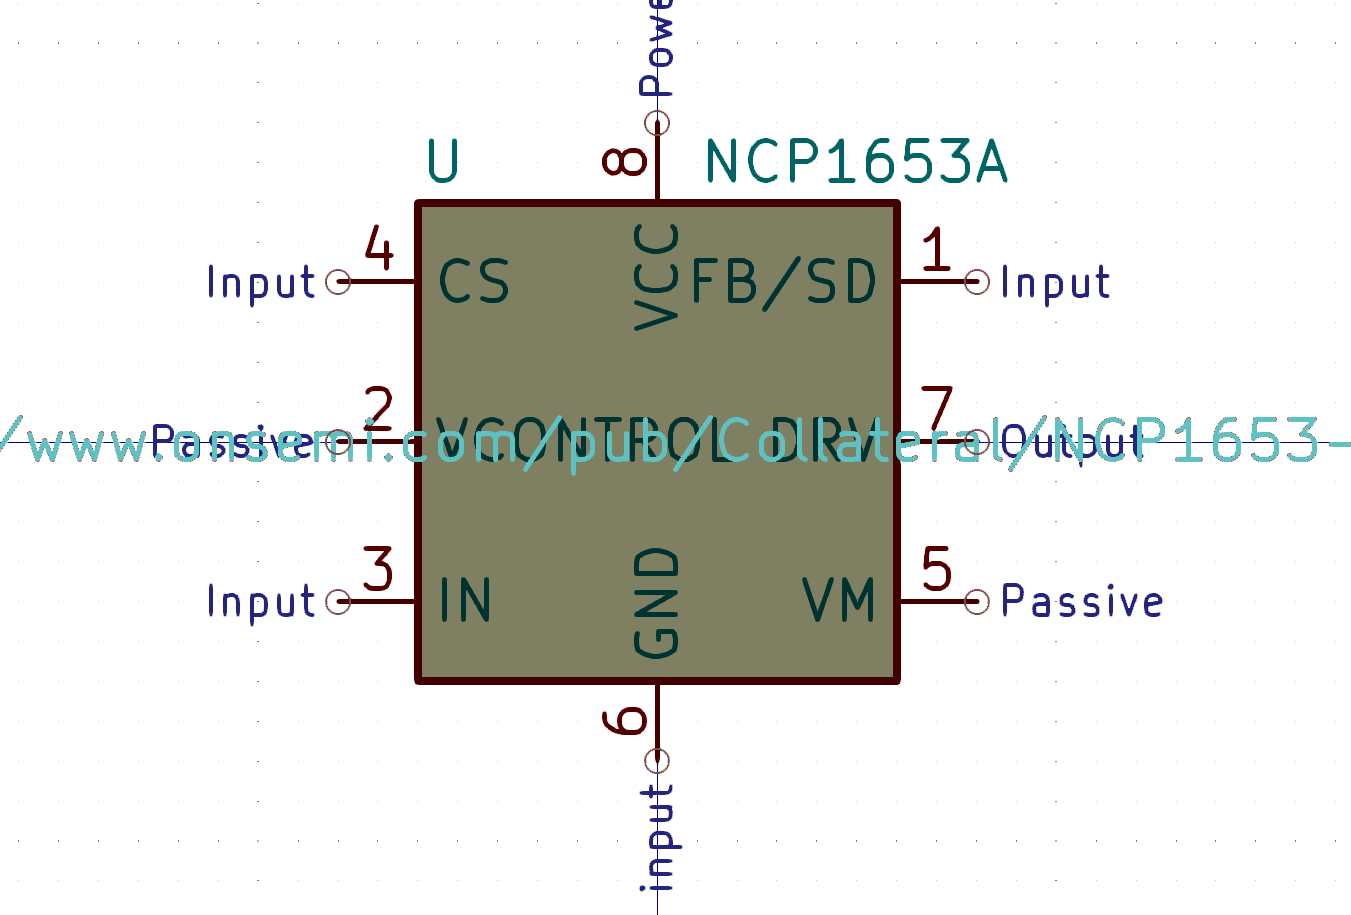 U
NCP1653A
8
VCC
4
1
Input
CS
FB/SD
Input
2
7
Passive
VCONTROL
DRV
Output
/www.onsemi.com/pub/Collateral/NCP1653-
3
5
Input
IN
GND
VM
Passive
6
input